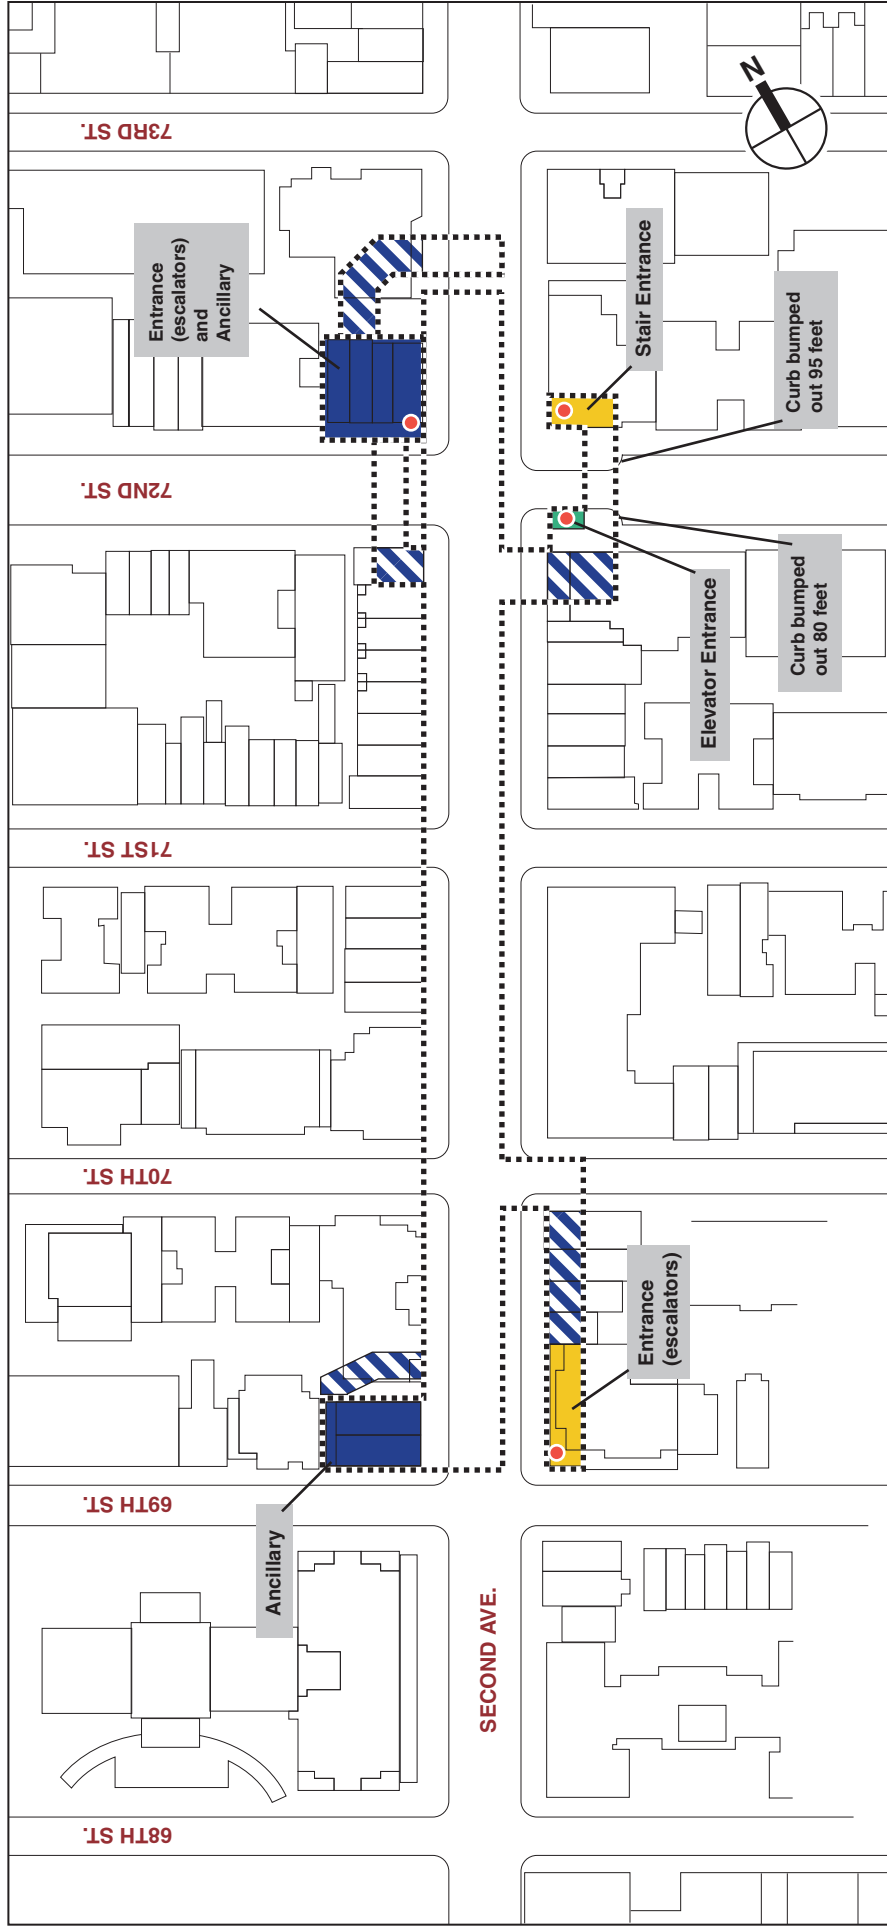 73RD ST.
N
Entrance
(escalators)
and
Ancillary
Stair Entrance
Curb bumped
out 95 feet
72ND ST.
Elevator Entrance
Curb bumped
out 80 feet
71ST ST.
70TH ST.
Entrance
(escalators)
69TH ST.
Ancillary
SECOND AVE.
68TH ST.